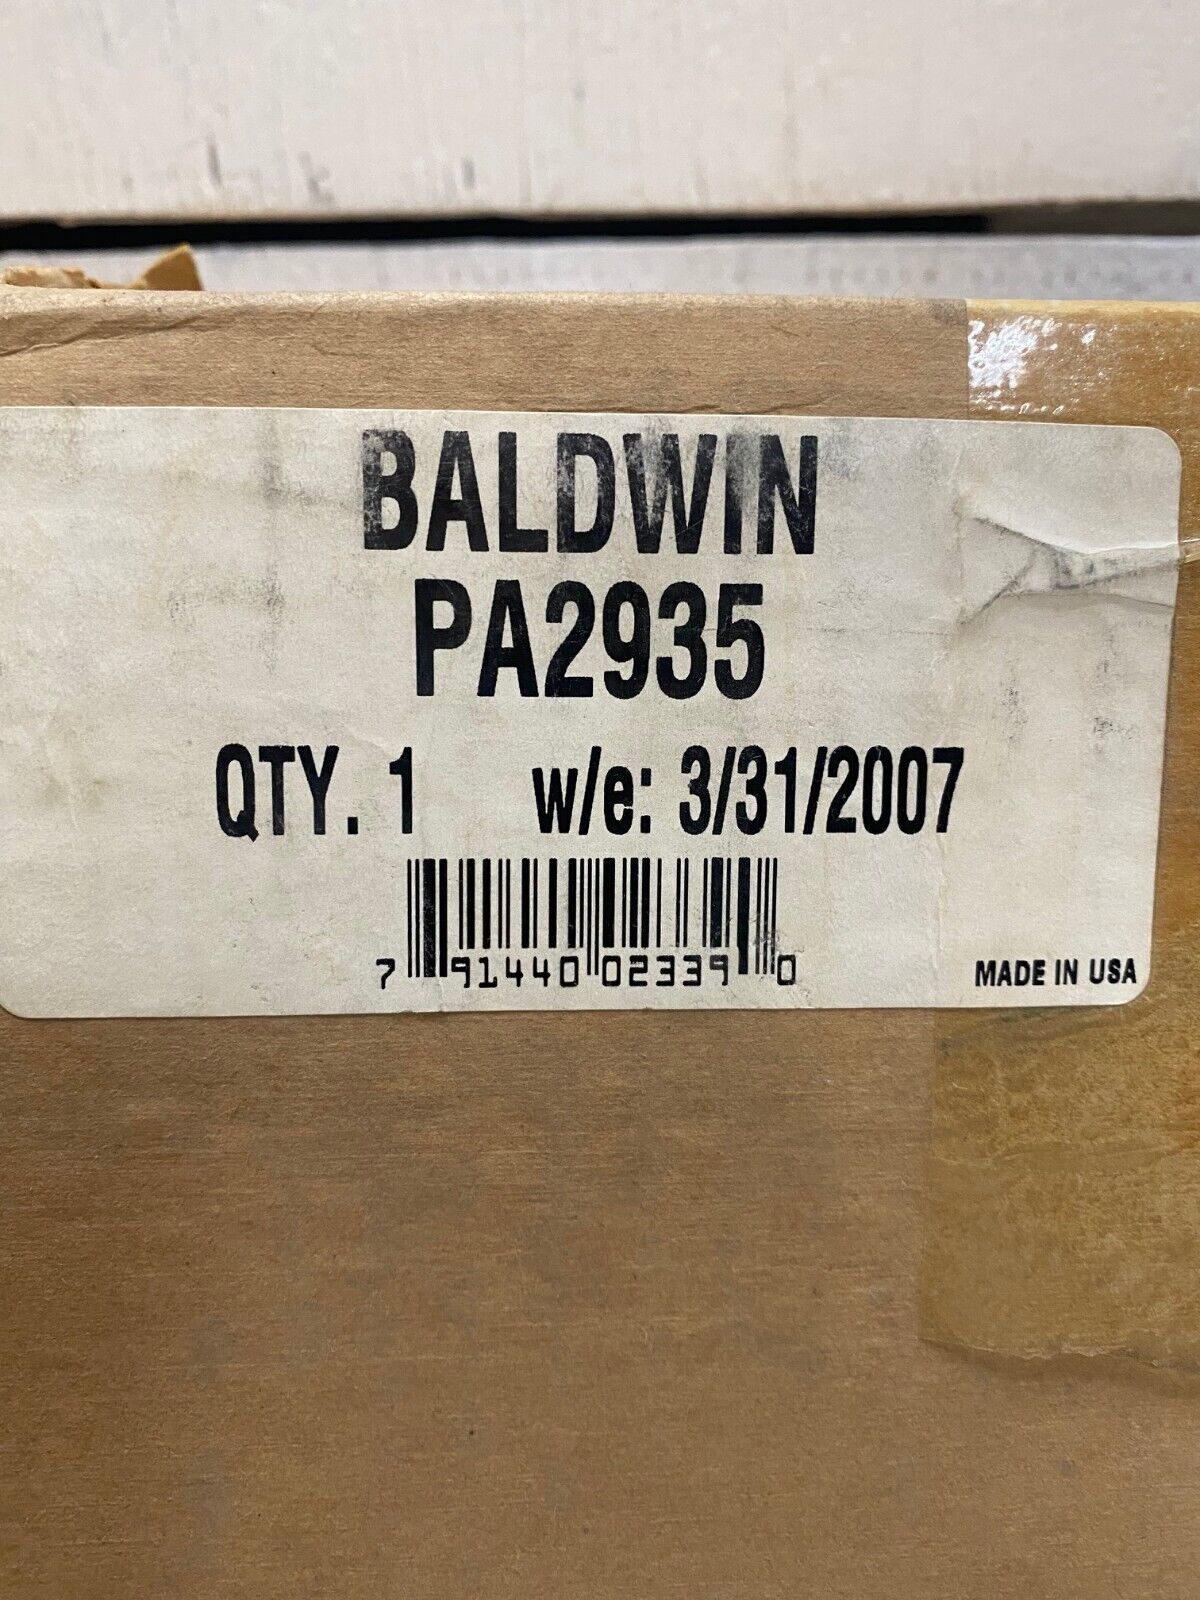 BALDWIN
PA2935
QTY. 1 w/e: 3/31/2007
7 91440 02339 0
MADE IN USA